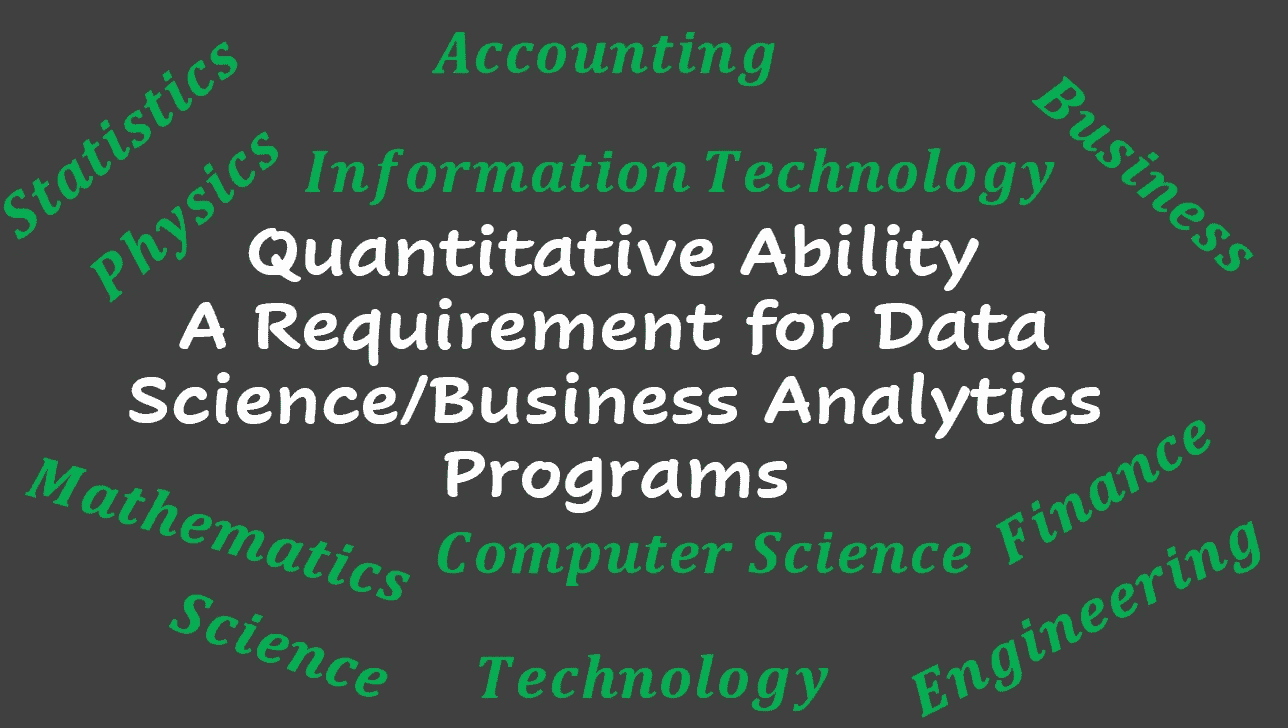 Accounting
Statistics
Business
Physics
Information Technology
Quantitative Ability
A Requirement for Data
Science/Business Analytics
Programs
Mathematics
Computer Science
Finance
Science
Technology
Engineering